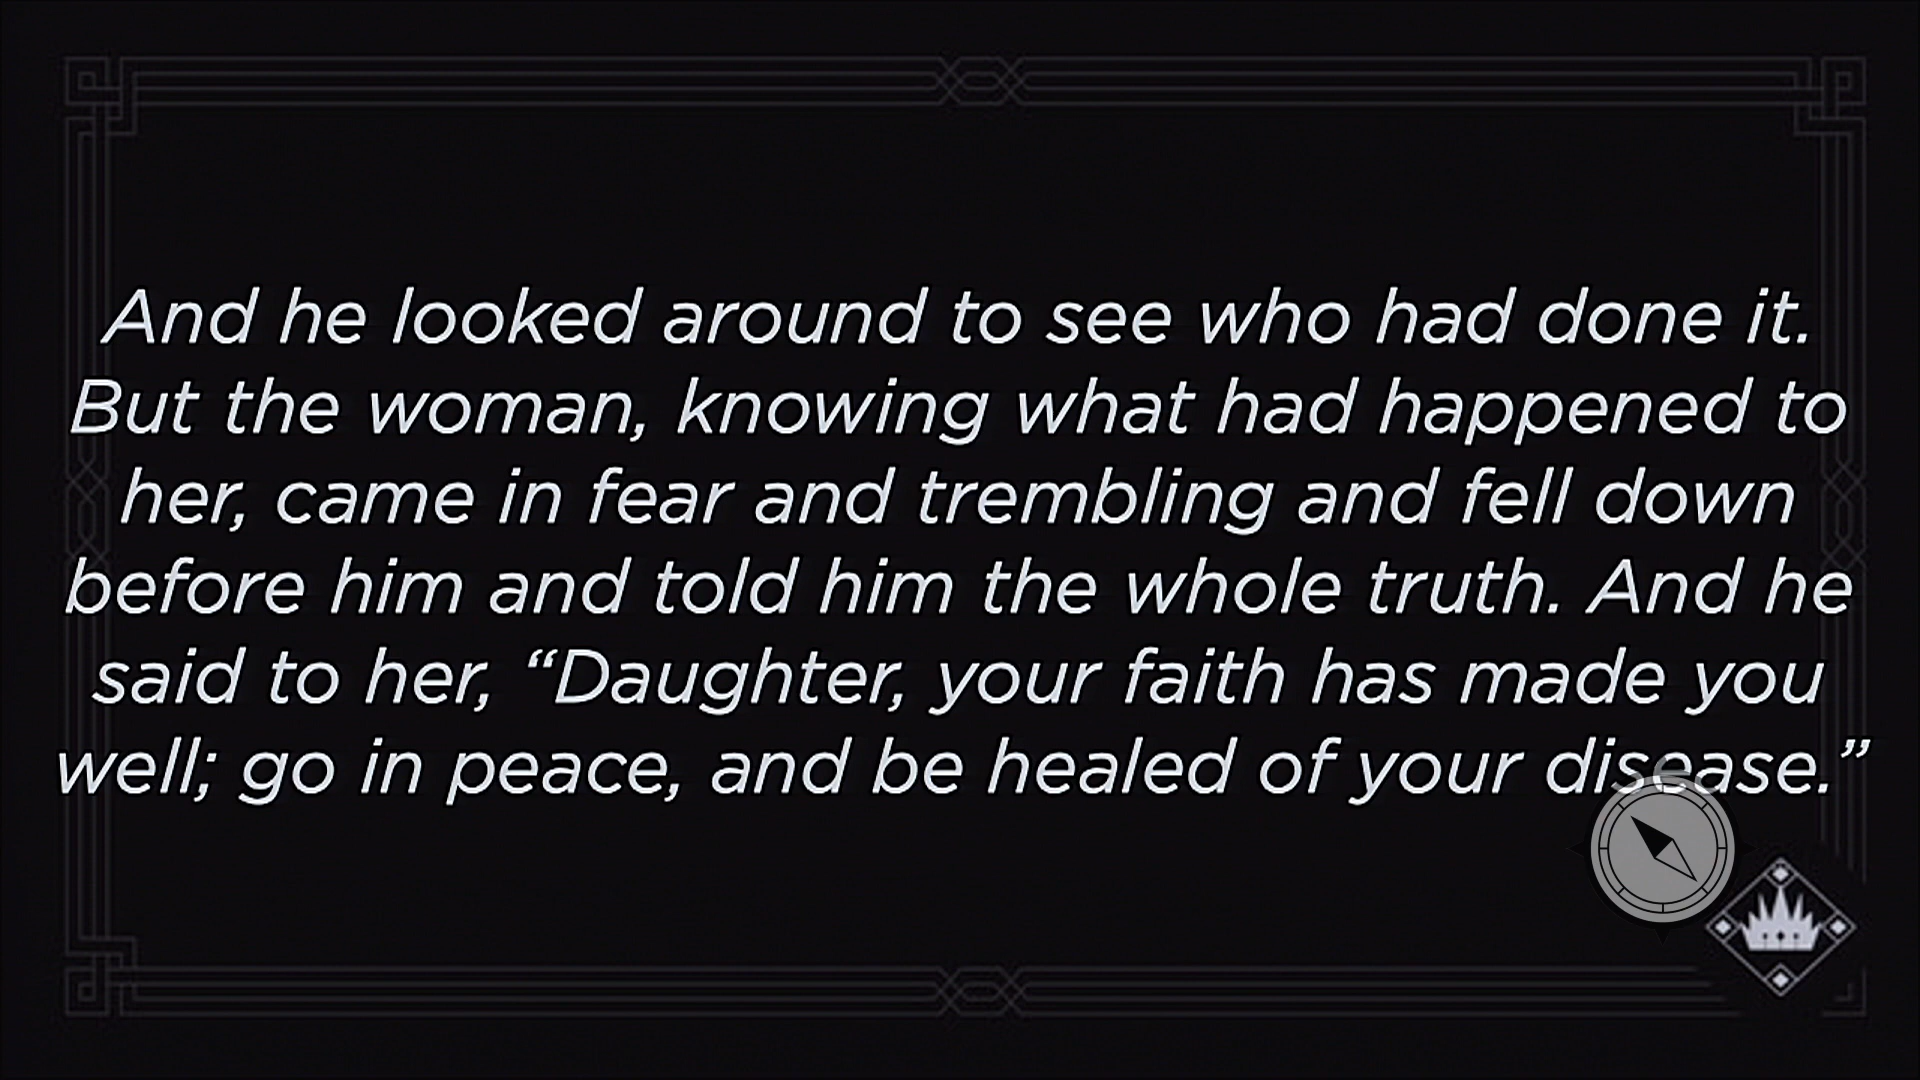 And he looked around to see who had done it.
But the woman, knowing what had happened to
her, came in fear and trembling and fell down
before him and told him the whole truth. And he
said to her, “Daughter, your faith has made you
well; go in peace, and be healed of your disease.”